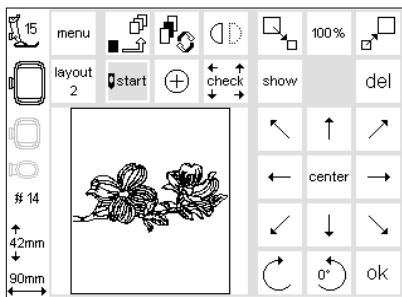 15
menu
100%
layout
2
start
check
show
del
center
# 14
42mm
90mm
0°
ok